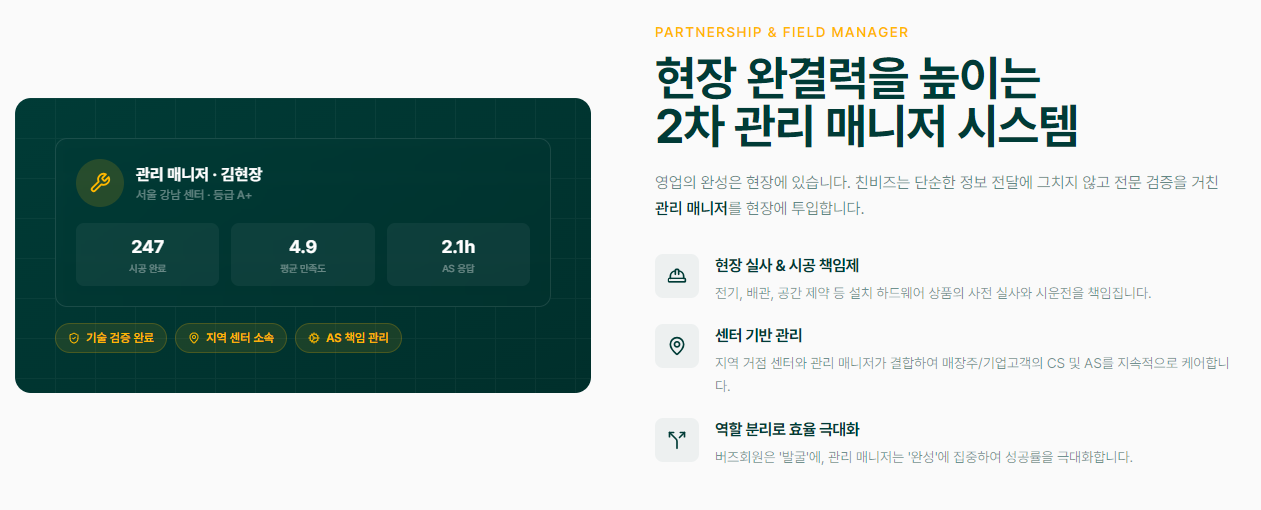 관리 매니저 · 김현장
서울 강남 센터 · 등급 A+
247
시공 완료
4.9
평균 만족도
2.1h
AS 응답
기술 검증 완료
지역 센터 소속
AS 책임 관리
PARTNERSHIP & FIELD MANAGER
현장 완결력을 높이는
2차 관리 매니저 시스템
영업의 완성은 현장에 있습니다. 친비즈는 단순한 정보 전달에 그치지 않고 전문 검증을 거친
관리 매니저를 현장에 투입합니다.
현장 실사 & 시공 책임제
전기, 배관, 공간 제약 등 설치 하드웨어 상품의 사전 실사와 시운전을 책임집니다.
센터 기반 관리
지역 거점 센터와 관리 매니저가 결합하여 매장주/기업고객의 CS 및 AS를 지속적으로 케어합니
다.
역할 분리로 효율 극대화
버즈회원은 '발굴'에, 관리 매니저는 '완성'에 집중하여 성공률을 극대화합니다.